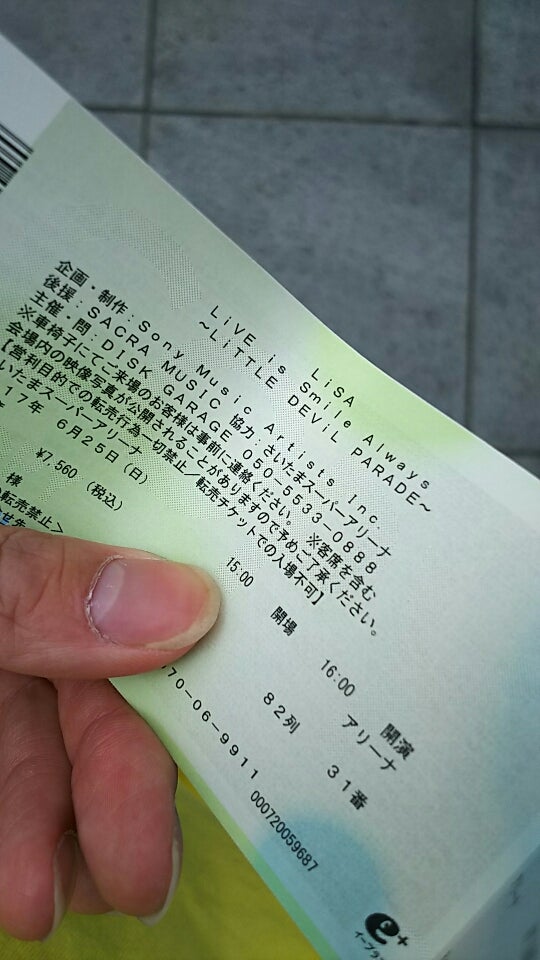 LiSA
LiVE is Smile Always
～LiTTLE DEViL PARADE～
企画・制作：Sony Music Artists Inc.
後援：SACRA MUSIC 協力：さいたまスーパーアリーナ
主催・問：DISK GARAGE 050-5533-0888
※車椅子にてご来場のお客様は事前に連絡ください。 ※客席を含む
会場内の映像写真が公開されることがありますので予めご了承ください。
【営利目的での転売行為一切禁止／転売チケットでの入場不可】
いたまスーパーアリーナ
17年 6月25日（日） 15:00 開場 16:00 開演
¥7,560 （税込） アリーナ
様 82列 31番
の転売禁止＞
70-06-9911 000720059687
e+
イープラ